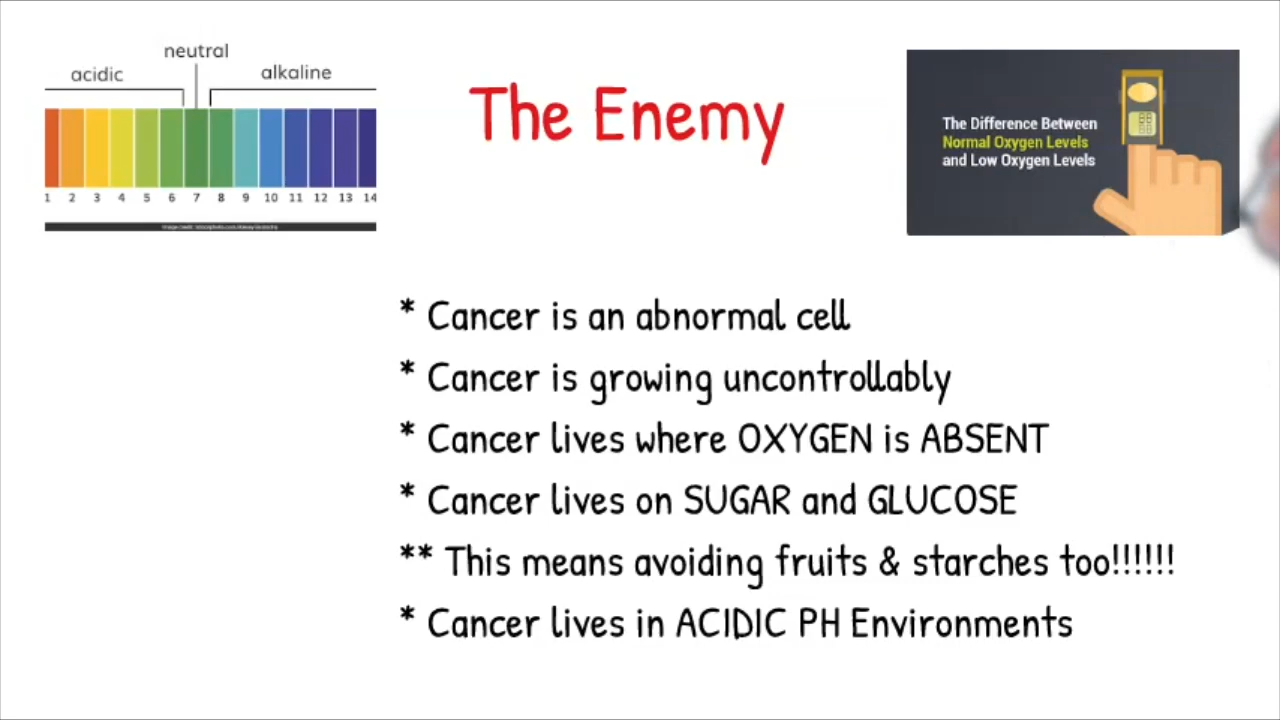 neutral
acidic
alkaline
1 2 3 4 5 6 7 8 9 10 11 12 13 14
The Enemy
The Difference Between
Normal Oxygen Levels
and Low Oxygen Levels
* Cancer is an abnormal cell
* Cancer is growing uncontrollably
* Cancer lives where OXYGEN is ABSENT
* Cancer lives on SUGAR and GLUCOSE
** This means avoiding fruits & starches too!!!!!!
* Cancer lives in ACIDIC PH Environments